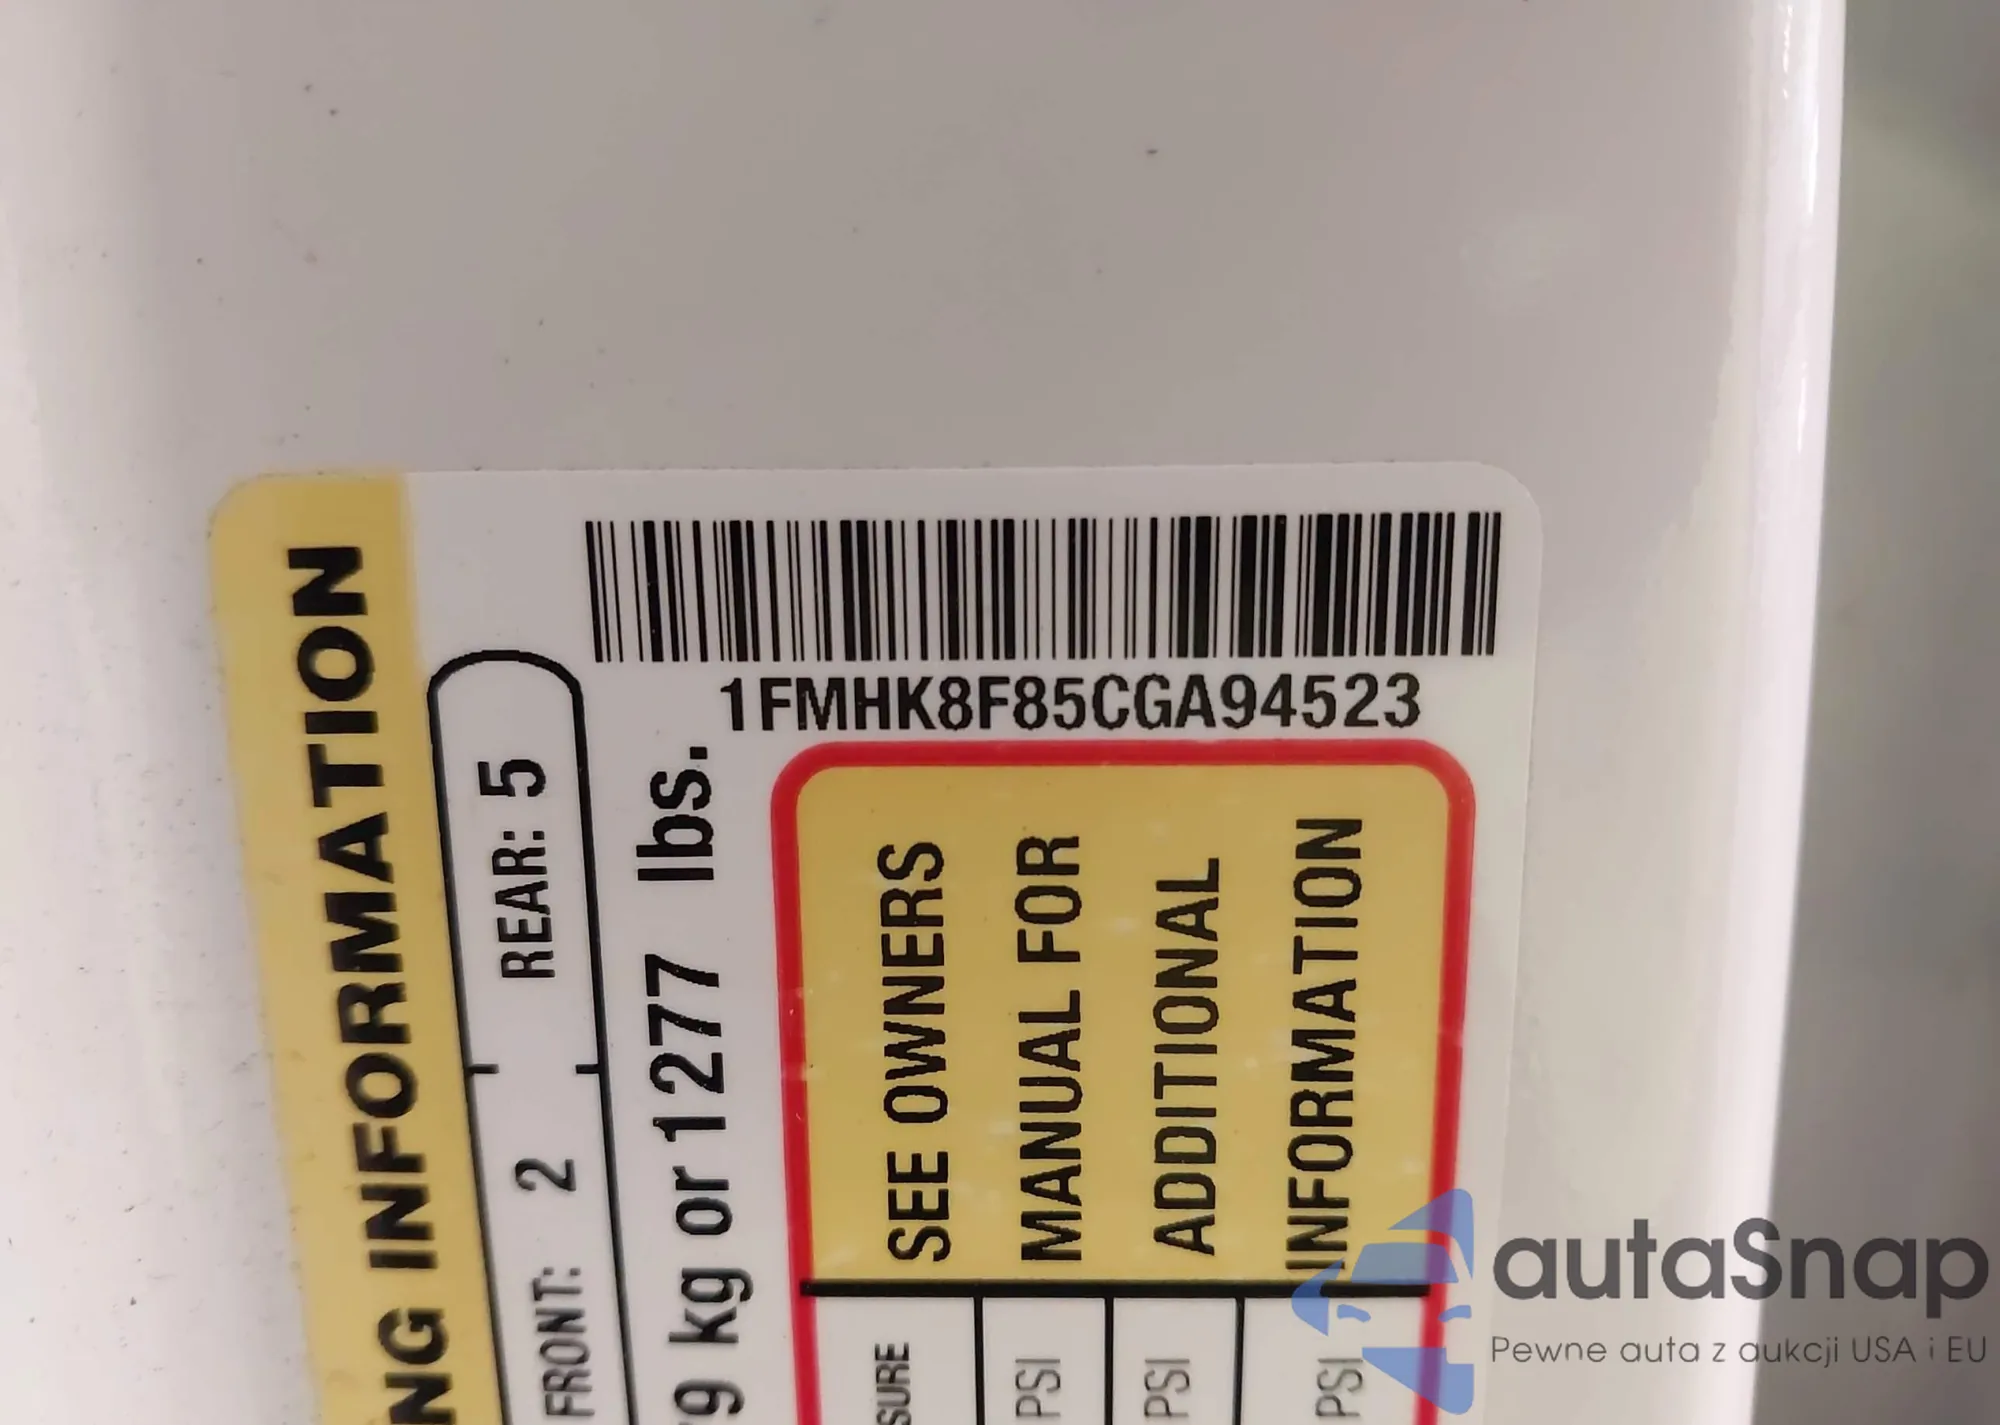 1FMHK8F85CGA94523
NG INFORMATION
FRONT: 2 REAR: 5
9 kg or 1277 lbs.
SEE OWNERS
MANUAL FOR
ADDITIONAL
INFORMATION
SURE
PSI
PSI
PSI
autaSnap
Pewne auta z aukcji USA i EU